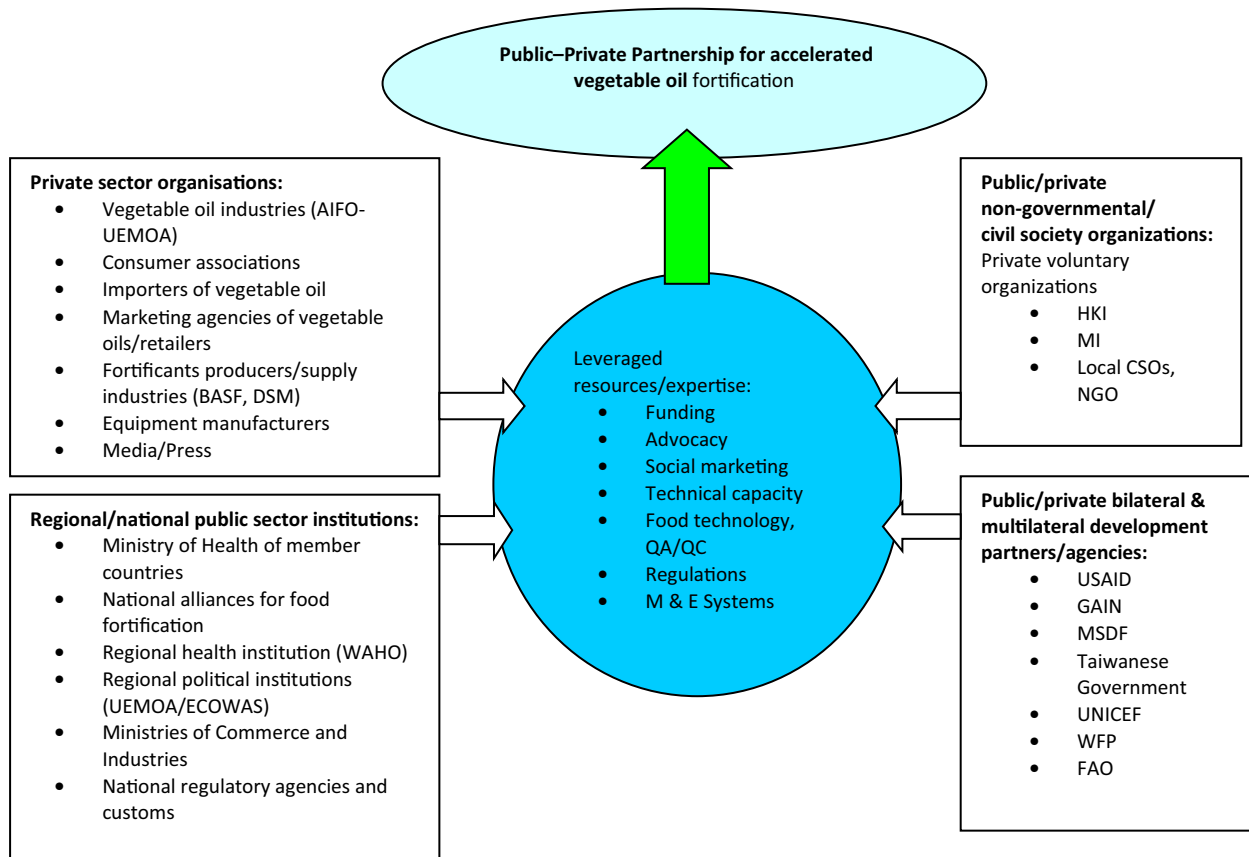 Public–Private Partnership for accelerated
vegetable oil fortification
Private sector organisations:
• Vegetable oil industries (AIFO-
UEMOA)
• Consumer associations
• Importers of vegetable oil
• Marketing agencies of vegetable
oils/retailers
• Fortificants producers/supply
industries (BASF, DSM)
• Equipment manufacturers
• Media/Press
Regional/national public sector institutions:
• Ministry of Health of member
countries
• National alliances for food
fortification
• Regional health institution (WAHO)
• Regional political institutions
(UEMOA/ECOWAS)
• Ministries of Commerce and
Industries
• National regulatory agencies and
customs
Leveraged
resources/expertise:
• Funding
• Advocacy
• Social marketing
• Technical capacity
• Food technology,
QA/QC
• Regulations
• M & E Systems
Public/private
non-governmental/
civil society organizations:
Private voluntary
organizations
• HKI
• MI
• Local CSOs,
NGO
Public/private bilateral &
multilateral development
partners/agencies:
• USAID
• GAIN
• MSDF
• Taiwanese
Government
• UNICEF
• WFP
• FAO